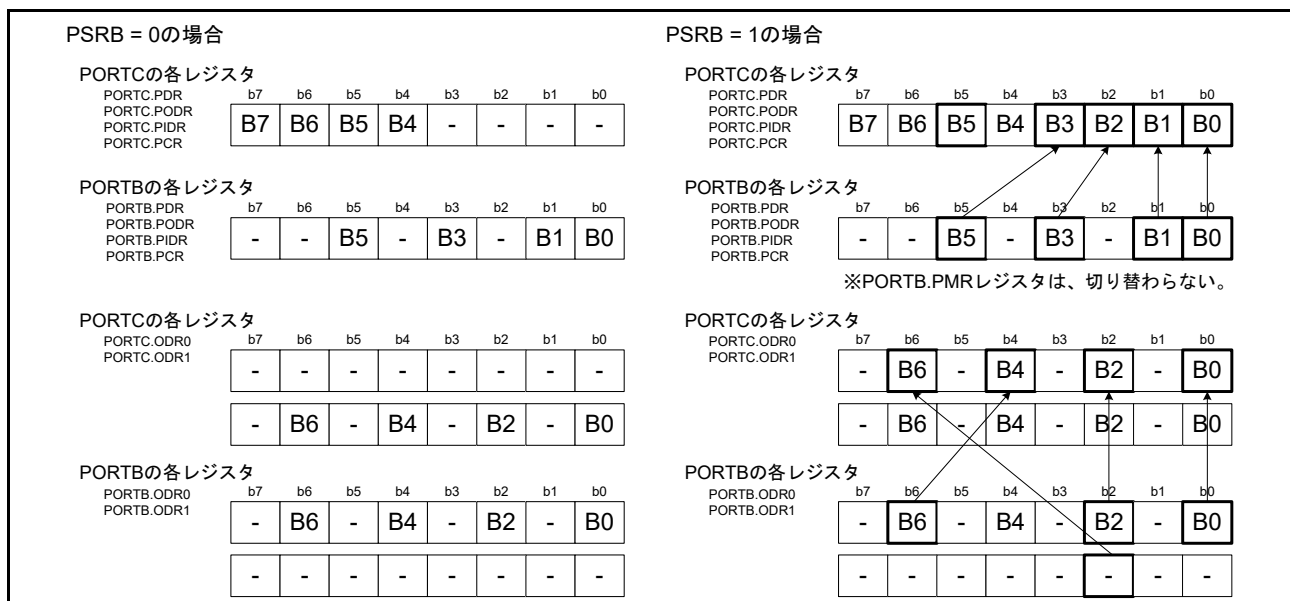 PSRB = 0の場合
PORTCの各レジスタ
PORTC.PDR
PORTC.PODR
PORTC.PIDR
PORTC.PCR
b7 b6 b5 b4 b3 b2 b1 b0
B7 B6 B5 B4 - - - -
PORTBの各レジスタ
PORTB.PDR
PORTB.PODR
PORTB.PIDR
PORTB.PCR
b7 b6 b5 b4 b3 b2 b1 b0
- - B5 - B3 - B1 B0
PORTCの各レジスタ
PORTC.ODR0
PORTC.ODR1
b7 b6 b5 b4 b3 b2 b1 b0
- - - - - - - -
- B6 - B4 - B2 - B0
PORTBの各レジスタ
PORTB.ODR0
PORTB.ODR1
b7 b6 b5 b4 b3 b2 b1 b0
- B6 - B4 - B2 - B0
- - - - - - - -
PSRB = 1の場合
PORTCの各レジスタ
PORTC.PDR
PORTC.PODR
PORTC.PIDR
PORTC.PCR
b7 b6 b5 b4 b3 b2 b1 b0
B7 B6 B5 B4 B3 B2 B1 B0
PORTBの各レジスタ
PORTB.PDR
PORTB.PODR
PORTB.PIDR
PORTB.PCR
b7 b6 b5 b4 b3 b2 b1 b0
- - B5 - B3 - B1 B0
※PORTB.PMRレジスタは、切り替わらない。
PORTCの各レジスタ
PORTC.ODR0
PORTC.ODR1
b7 b6 b5 b4 b3 b2 b1 b0
- B6 - B4 - B2 - B0
- B6 - B4 - B2 - B0
PORTBの各レジスタ
PORTB.ODR0
PORTB.ODR1
b7 b6 b5 b4 b3 b2 b1 b0
- B6 - B4 - B2 - B0
- - - - - - - -